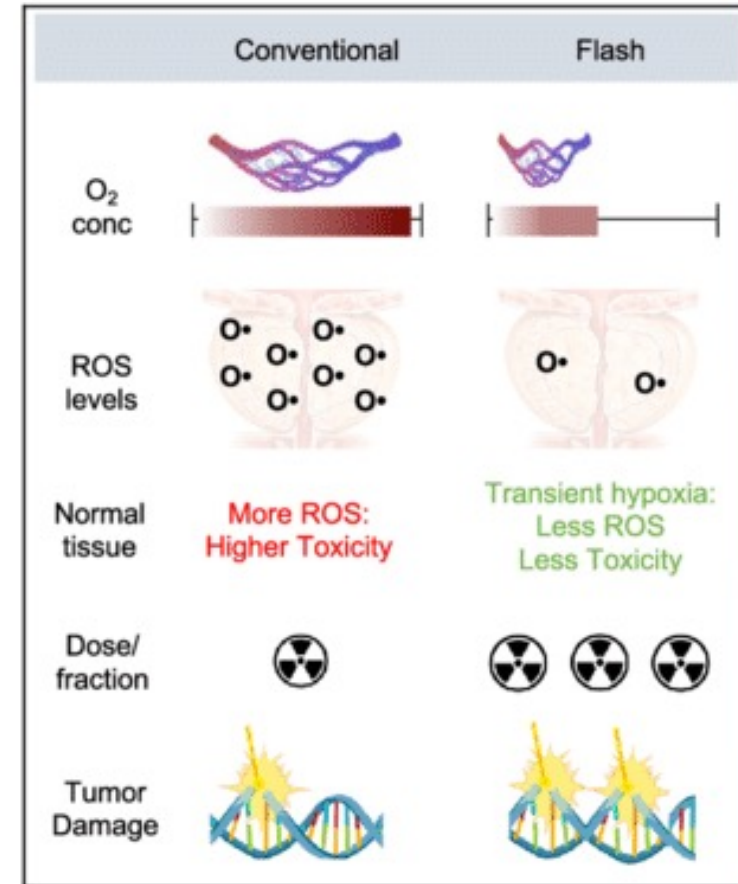 Conventional Flash
O₂
conc
ROS
levels
O• O•
O• O•
O• O•
O• O•
O•
O•
Normal
tissue
More ROS:
Higher Toxicity
Transient hypoxia:
Less ROS
Less Toxicity
Dose/
fraction
Tumor
Damage